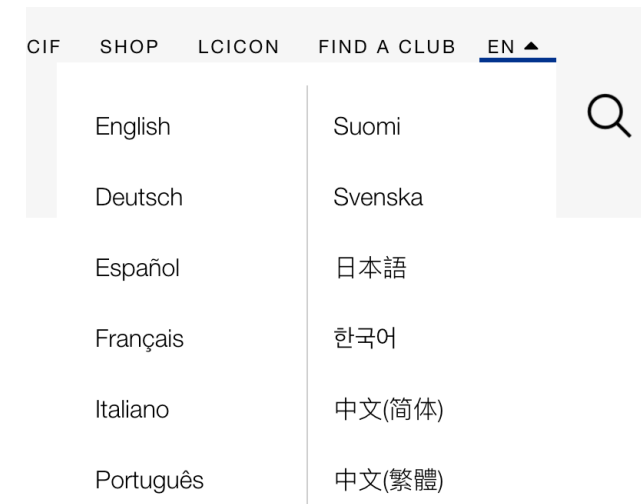 CIF SHOP LCICON FIND A CLUB EN
English
Deutsch
Español
Français
Italiano
Português
Suomi
Svenska
日本語
한국어
中文(简体)
中文(繁體)